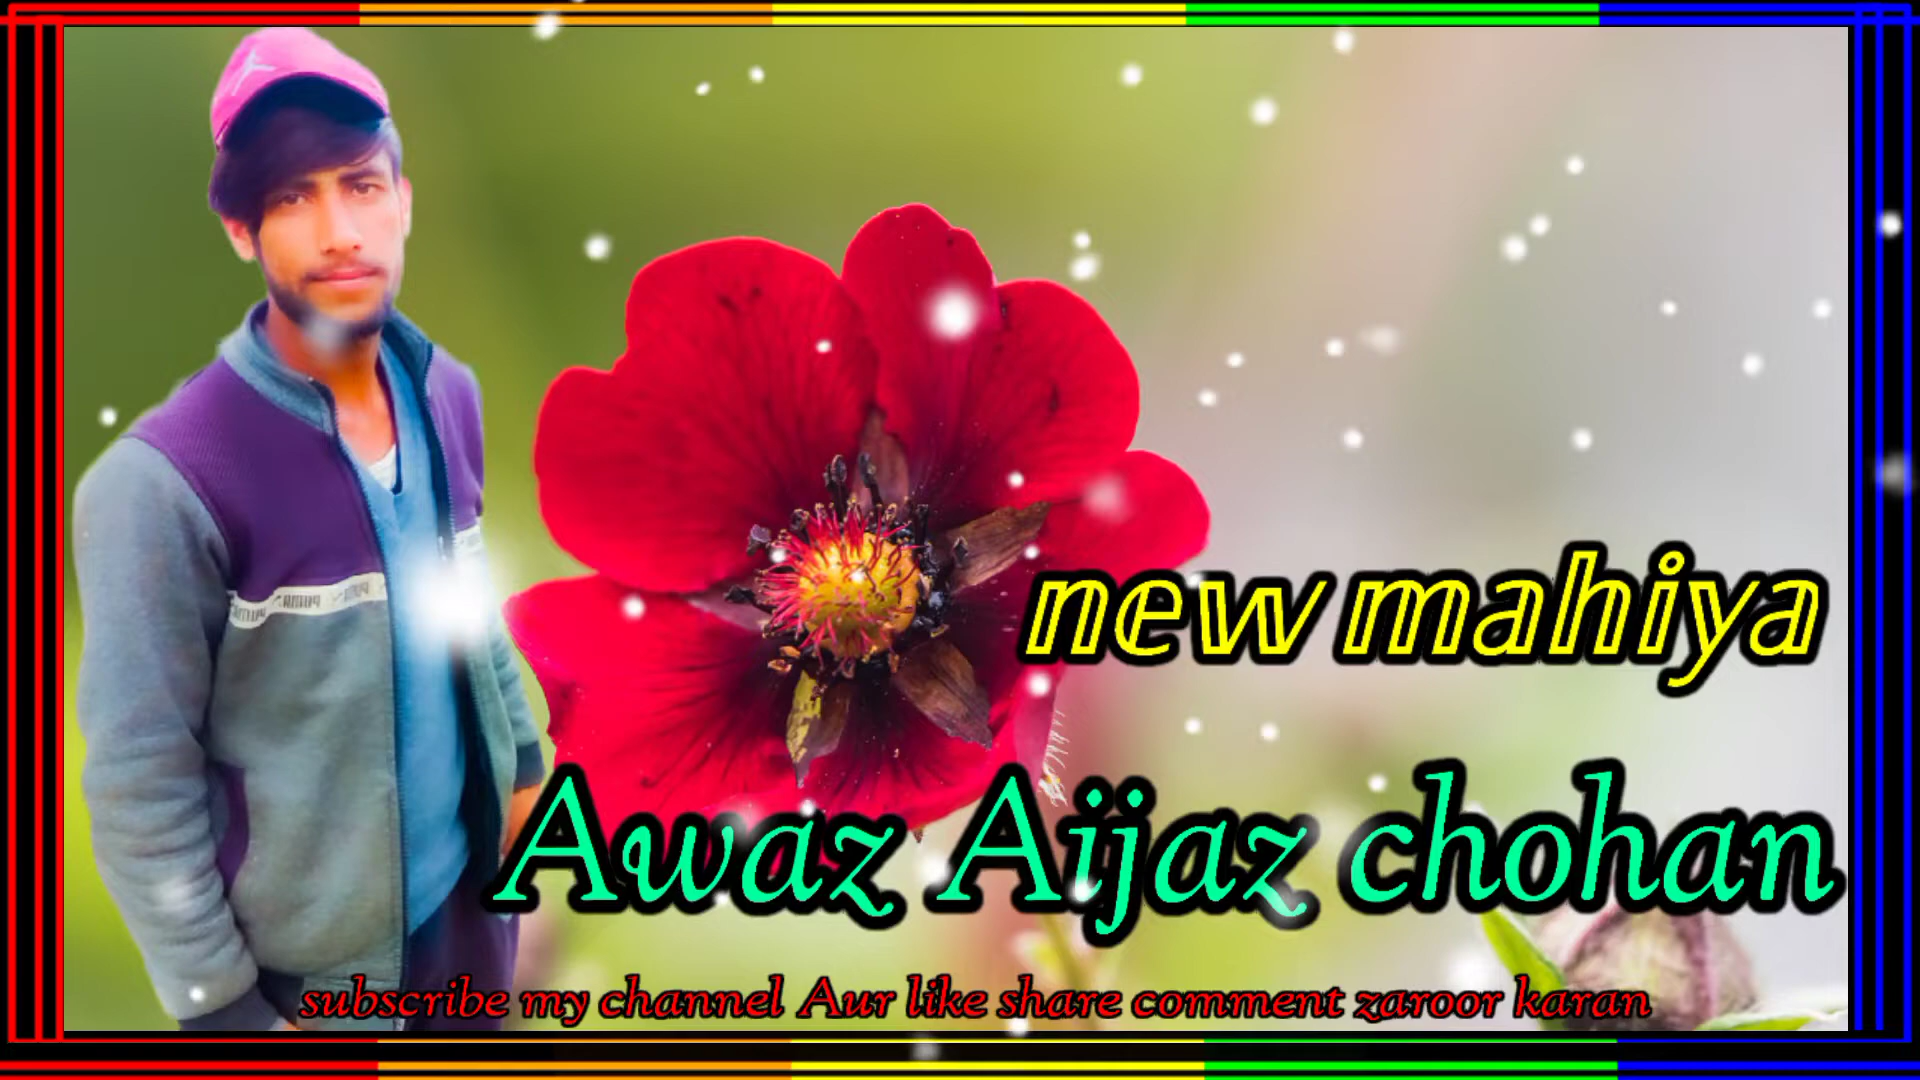 new mahiya
Awaz Aijaz chohan
subscribe my channel Aur like share comment zaroor karan